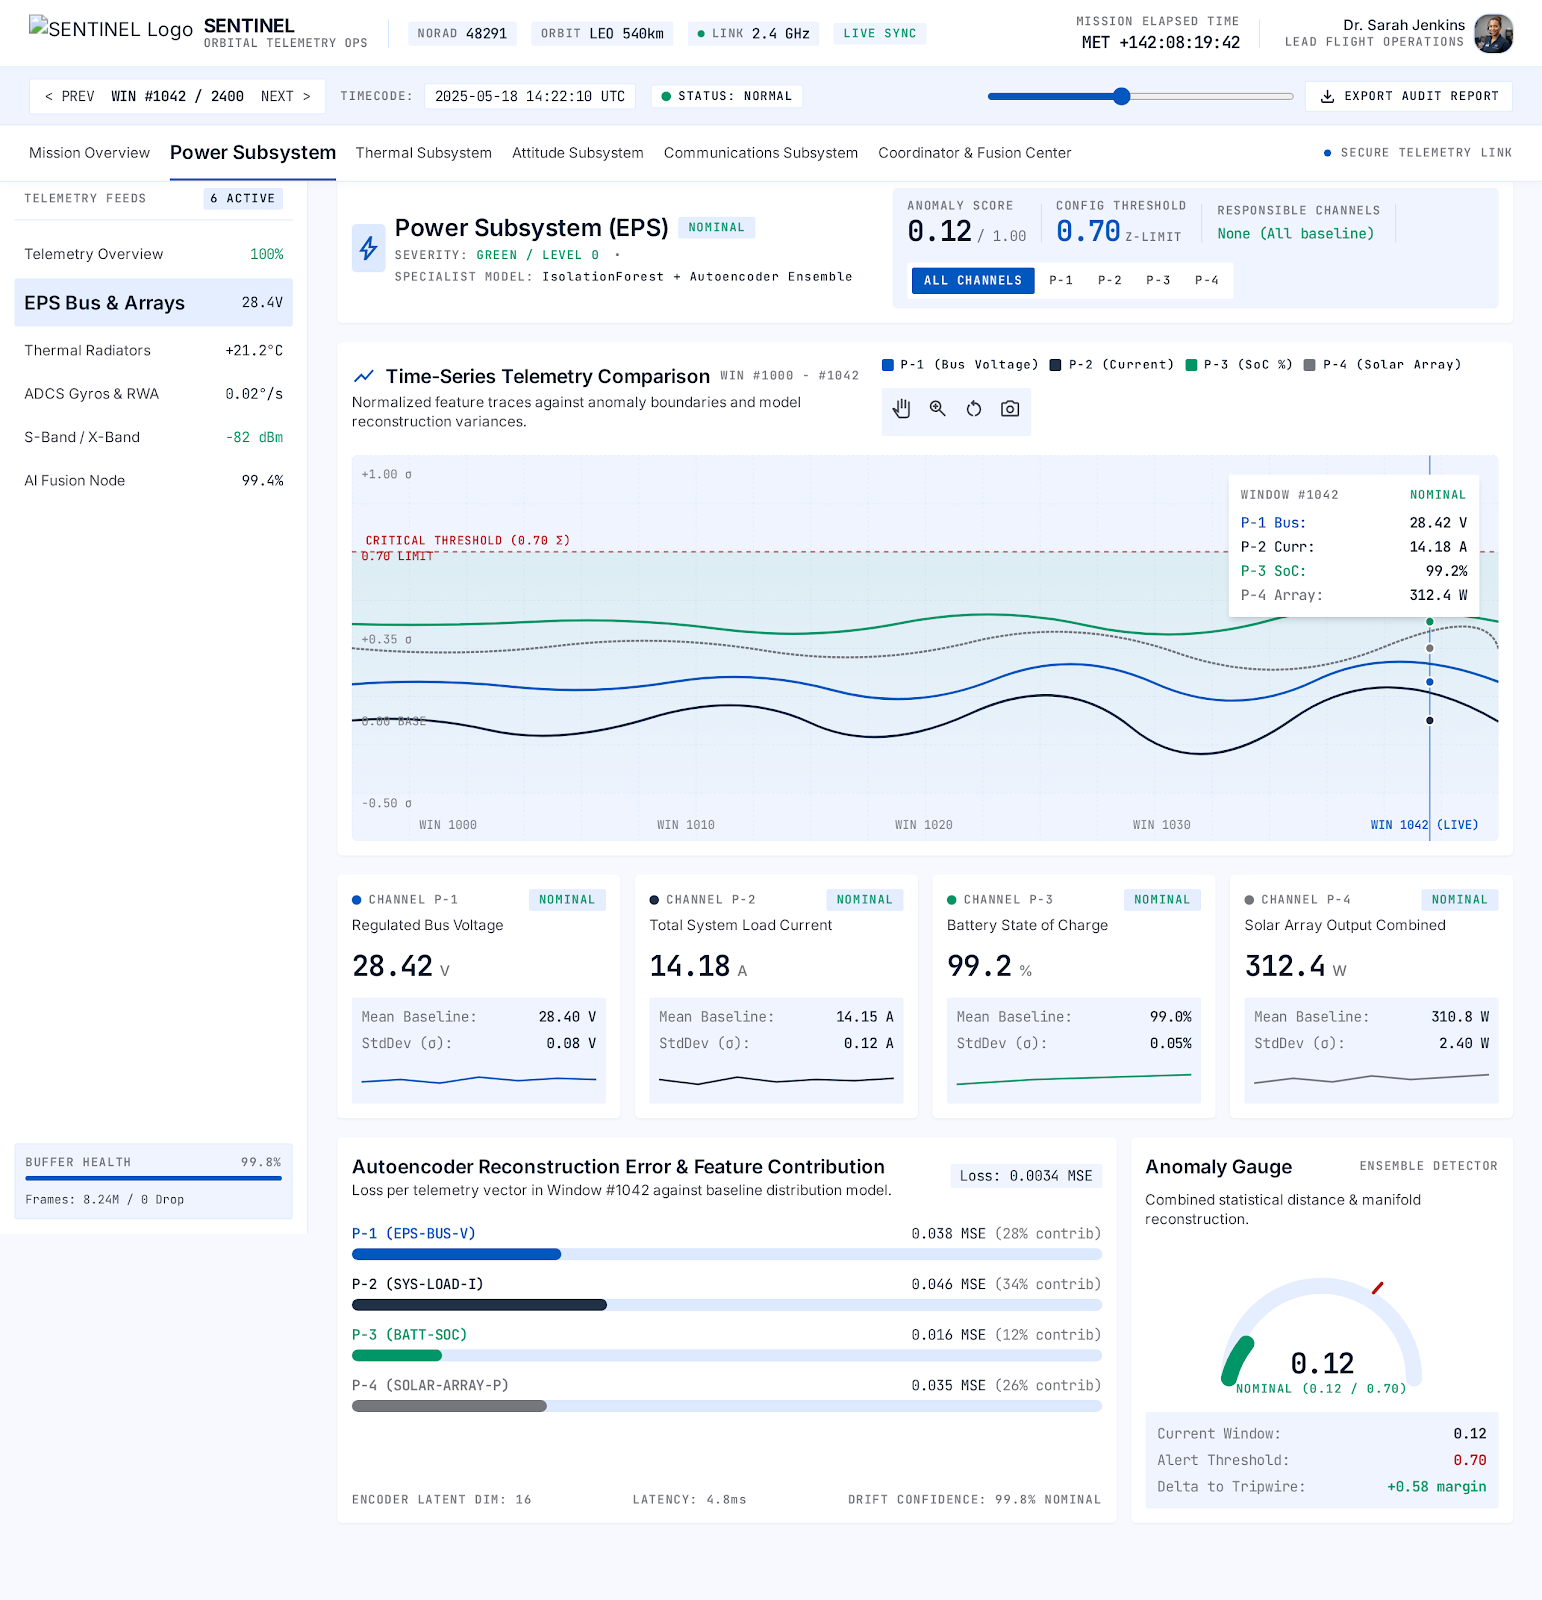 SENTINEL Logo
SENTINEL
ORBITAL TELEMETRY OPS
NORAD 48291
ORBIT LEO 540km
LINK 2.4 GHz
LIVE SYNC
MISSION ELAPSED TIME
MET +142:08:19:42
Dr. Sarah Jenkins
LEAD FLIGHT OPERATIONS
< PREV WIN #1042 / 2400 NEXT >
TIMECODE: 2025-05-18 14:22:10 UTC
STATUS: NORMAL
EXPORT AUDIT REPORT
Mission Overview
Power Subsystem
Thermal Subsystem
Attitude Subsystem
Communications Subsystem
Coordinator & Fusion Center
SECURE TELEMETRY LINK
TELEMETRY FEEDS 6 ACTIVE
Telemetry Overview 100%
EPS Bus & Arrays 28.4V
Thermal Radiators +21.2°C
ADCS Gyros & RWA 0.02°/s
S-Band / X-Band -82 dBm
AI Fusion Node 99.4%
BUFFER HEALTH 99.8%
Frames: 8.24M / 0 Drop
Power Subsystem (EPS) NOMINAL
SEVERITY: GREEN / LEVEL 0 •
SPECIALIST MODEL: IsolationForest + Autoencoder Ensemble
ANOMALY SCORE
0.12 / 1.00
CONFIG THRESHOLD
0.70 Z-LIMIT
RESPONSIBLE CHANNELS
None (All baseline)
ALL CHANNELS P-1 P-2 P-3 P-4
Time-Series Telemetry Comparison WIN #1000 - #1042
Normalized feature traces against anomaly boundaries and model
reconstruction variances.
P-1 (Bus Voltage) P-2 (Current) P-3 (SoC %) P-4 (Solar Array)
+1.00 σ
CRITICAL THRESHOLD (0.70 Σ)
0.70 LIMIT
+0.35 σ
0.00 BASE
-0.50 σ
WIN 1000 WIN 1010 WIN 1020 WIN 1030 WIN 1042 (LIVE)
WINDOW #1042 NOMINAL
P-1 Bus: 28.42 V
P-2 Curr: 14.18 A
P-3 SoC: 99.2%
P-4 Array: 312.4 W
CHANNEL P-1 NOMINAL
Regulated Bus Voltage
28.42 V
Mean Baseline: 28.40 V
StdDev (σ): 0.08 V
CHANNEL P-2 NOMINAL
Total System Load Current
14.18 A
Mean Baseline: 14.15 A
StdDev (σ): 0.12 A
CHANNEL P-3 NOMINAL
Battery State of Charge
99.2 %
Mean Baseline: 99.0%
StdDev (σ): 0.05%
CHANNEL P-4 NOMINAL
Solar Array Output Combined
312.4 W
Mean Baseline: 310.8 W
StdDev (σ): 2.40 W
Autoencoder Reconstruction Error & Feature Contribution
Loss per telemetry vector in Window #1042 against baseline distribution model.
Loss: 0.0034 MSE
P-1 (EPS-BUS-V) 0.038 MSE (28% contrib)
P-2 (SYS-LOAD-I) 0.046 MSE (34% contrib)
P-3 (BATT-SOC) 0.016 MSE (12% contrib)
P-4 (SOLAR-ARRAY-P) 0.035 MSE (26% contrib)
ENCODER LATENT DIM: 16 LATENCY: 4.8ms DRIFT CONFIDENCE: 99.8% NOMINAL
Anomaly Gauge ENSEMBLE DETECTOR
Combined statistical distance & manifold
reconstruction.
0.12
NOMINAL (0.12 / 0.70)
Current Window: 0.12
Alert Threshold: 0.70
Delta to Tripwire: +0.58 margin